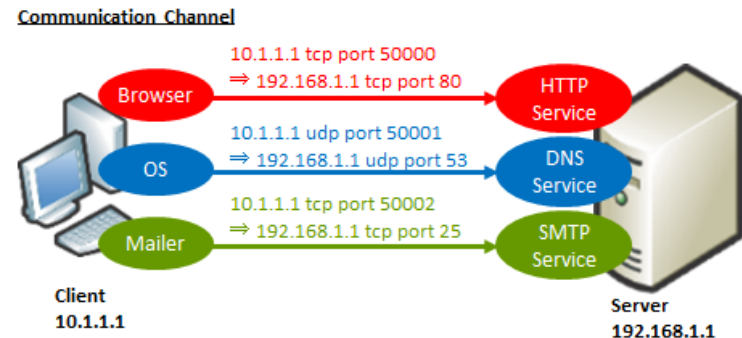 Communication Channel
10.1.1.1 tcp port 50000
⇒ 192.168.1.1 tcp port 80
Browser
HTTP
Service
10.1.1.1 udp port 50001
⇒ 192.168.1.1 udp port 53
OS
DNS
Service
10.1.1.1 tcp port 50002
⇒ 192.168.1.1 tcp port 25
Mailer
SMTP
Service
Client
10.1.1.1
Server
192.168.1.1